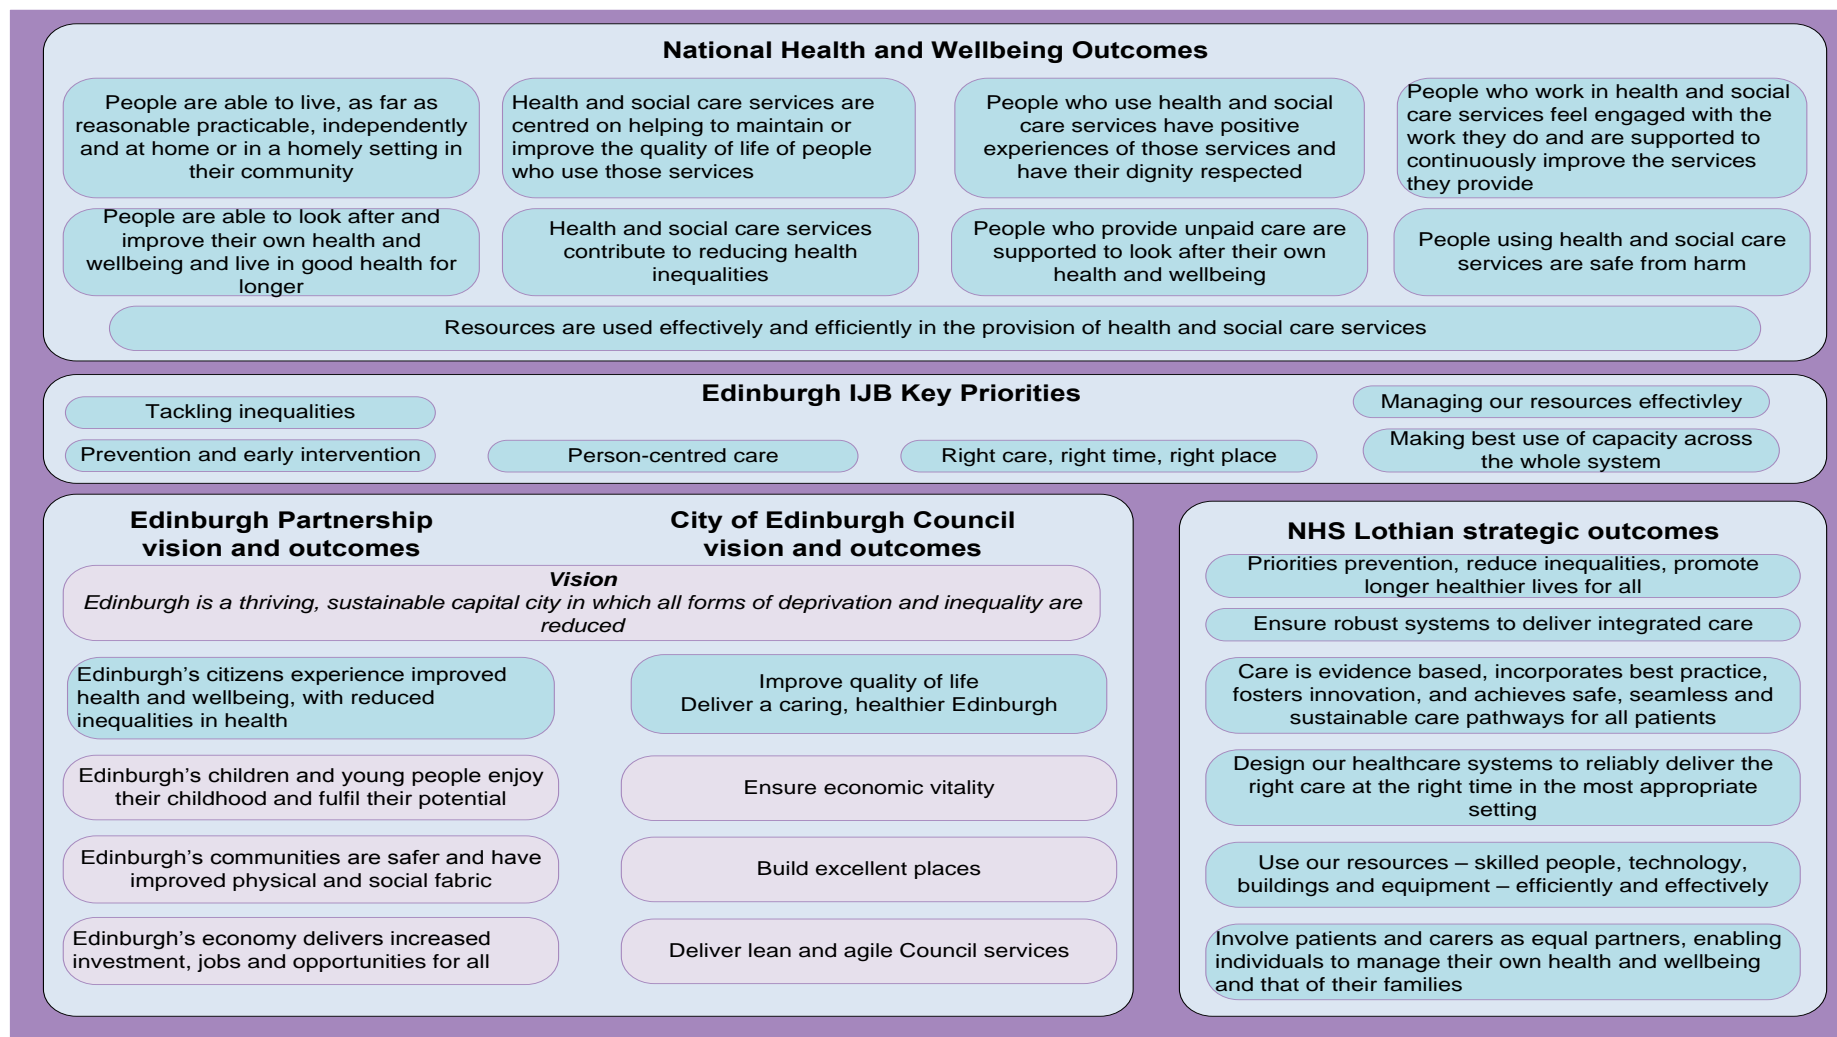 National Health and Wellbeing Outcomes
People are able to live, as far as
reasonable practicable, independently
and at home or in a homely setting in
their community
Health and social care services are
centred on helping to maintain or
improve the quality of life of people
who use those services
People who use health and social
care services have positive
experiences of those services and
have their dignity respected
People who work in health and social
care services feel engaged with the
work they do and are supported to
continuously improve the services
they provide
People are able to look after and
improve their own health and
wellbeing and live in good health for
longer
Health and social care services
contribute to reducing health
inequalities
People who provide unpaid care are
supported to look after their own
health and wellbeing
People using health and social care
services are safe from harm
Resources are used effectively and efficiently in the provision of health and social care services
Edinburgh IJB Key Priorities
Tackling inequalities
Prevention and early intervention
Person-centred care
Right care, right time, right place
Managing our resources effectivley
Making best use of capacity across
the whole system
Edinburgh Partnership
vision and outcomes
City of Edinburgh Council
vision and outcomes
Vision
Edinburgh is a thriving, sustainable capital city in which all forms of deprivation and inequality are
reduced
Edinburgh’s citizens experience improved
health and wellbeing, with reduced
inequalities in health
Improve quality of life
Deliver a caring, healthier Edinburgh
Edinburgh’s children and young people enjoy
their childhood and fulfil their potential
Ensure economic vitality
Edinburgh’s communities are safer and have
improved physical and social fabric
Build excellent places
Edinburgh’s economy delivers increased
investment, jobs and opportunities for all
Deliver lean and agile Council services
NHS Lothian strategic outcomes
Priorities prevention, reduce inequalities, promote
longer healthier lives for all
Ensure robust systems to deliver integrated care
Care is evidence based, incorporates best practice,
fosters innovation, and achieves safe, seamless and
sustainable care pathways for all patients
Design our healthcare systems to reliably deliver the
right care at the right time in the most appropriate
setting
Use our resources – skilled people, technology,
buildings and equipment – efficiently and effectively
Involve patients and carers as equal partners, enabling
individuals to manage their own health and wellbeing
and that of their families